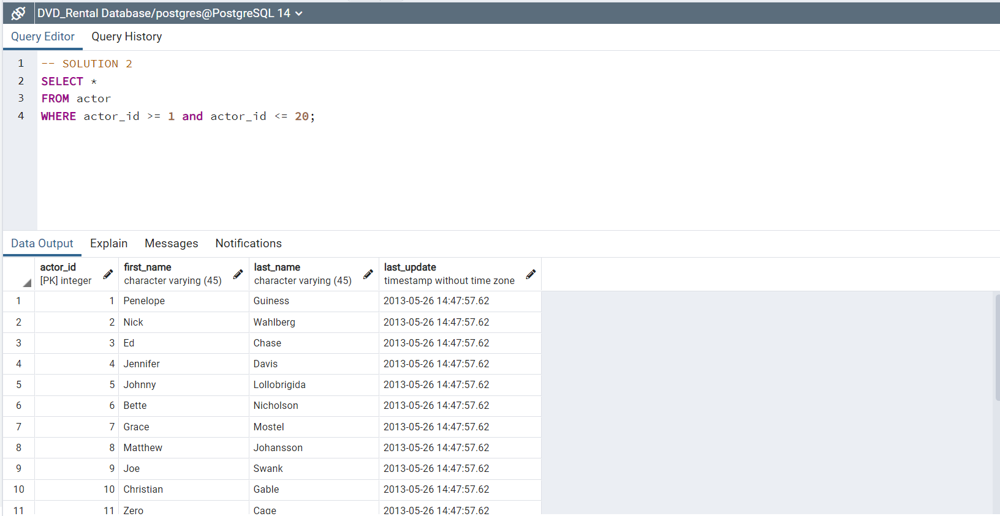 DVD_Rental Database/postgres@PostgreSQL 14
Query Editor Query History
1 -- SOLUTION 2
2 SELECT *
3 FROM actor
4 WHERE actor_id >= 1 and actor_id <= 20;
Data Output Explain Messages Notifications
actor_id first_name last_name last_update
[PK] integer character varying (45) character varying (45) timestamp without time zone
1 1 Penelope Guiness 2013-05-26 14:47:57.62
2 2 Nick Wahlberg 2013-05-26 14:47:57.62
3 3 Ed Chase 2013-05-26 14:47:57.62
4 4 Jennifer Davis 2013-05-26 14:47:57.62
5 5 Johnny Lollobrigida 2013-05-26 14:47:57.62
6 6 Bette Nicholson 2013-05-26 14:47:57.62
7 7 Grace Mostel 2013-05-26 14:47:57.62
8 8 Matthew Johansson 2013-05-26 14:47:57.62
9 9 Joe Swank 2013-05-26 14:47:57.62
10 10 Christian Gable 2013-05-26 14:47:57.62
11 11 Zero Cage 2013-05-26 14:47:57.62